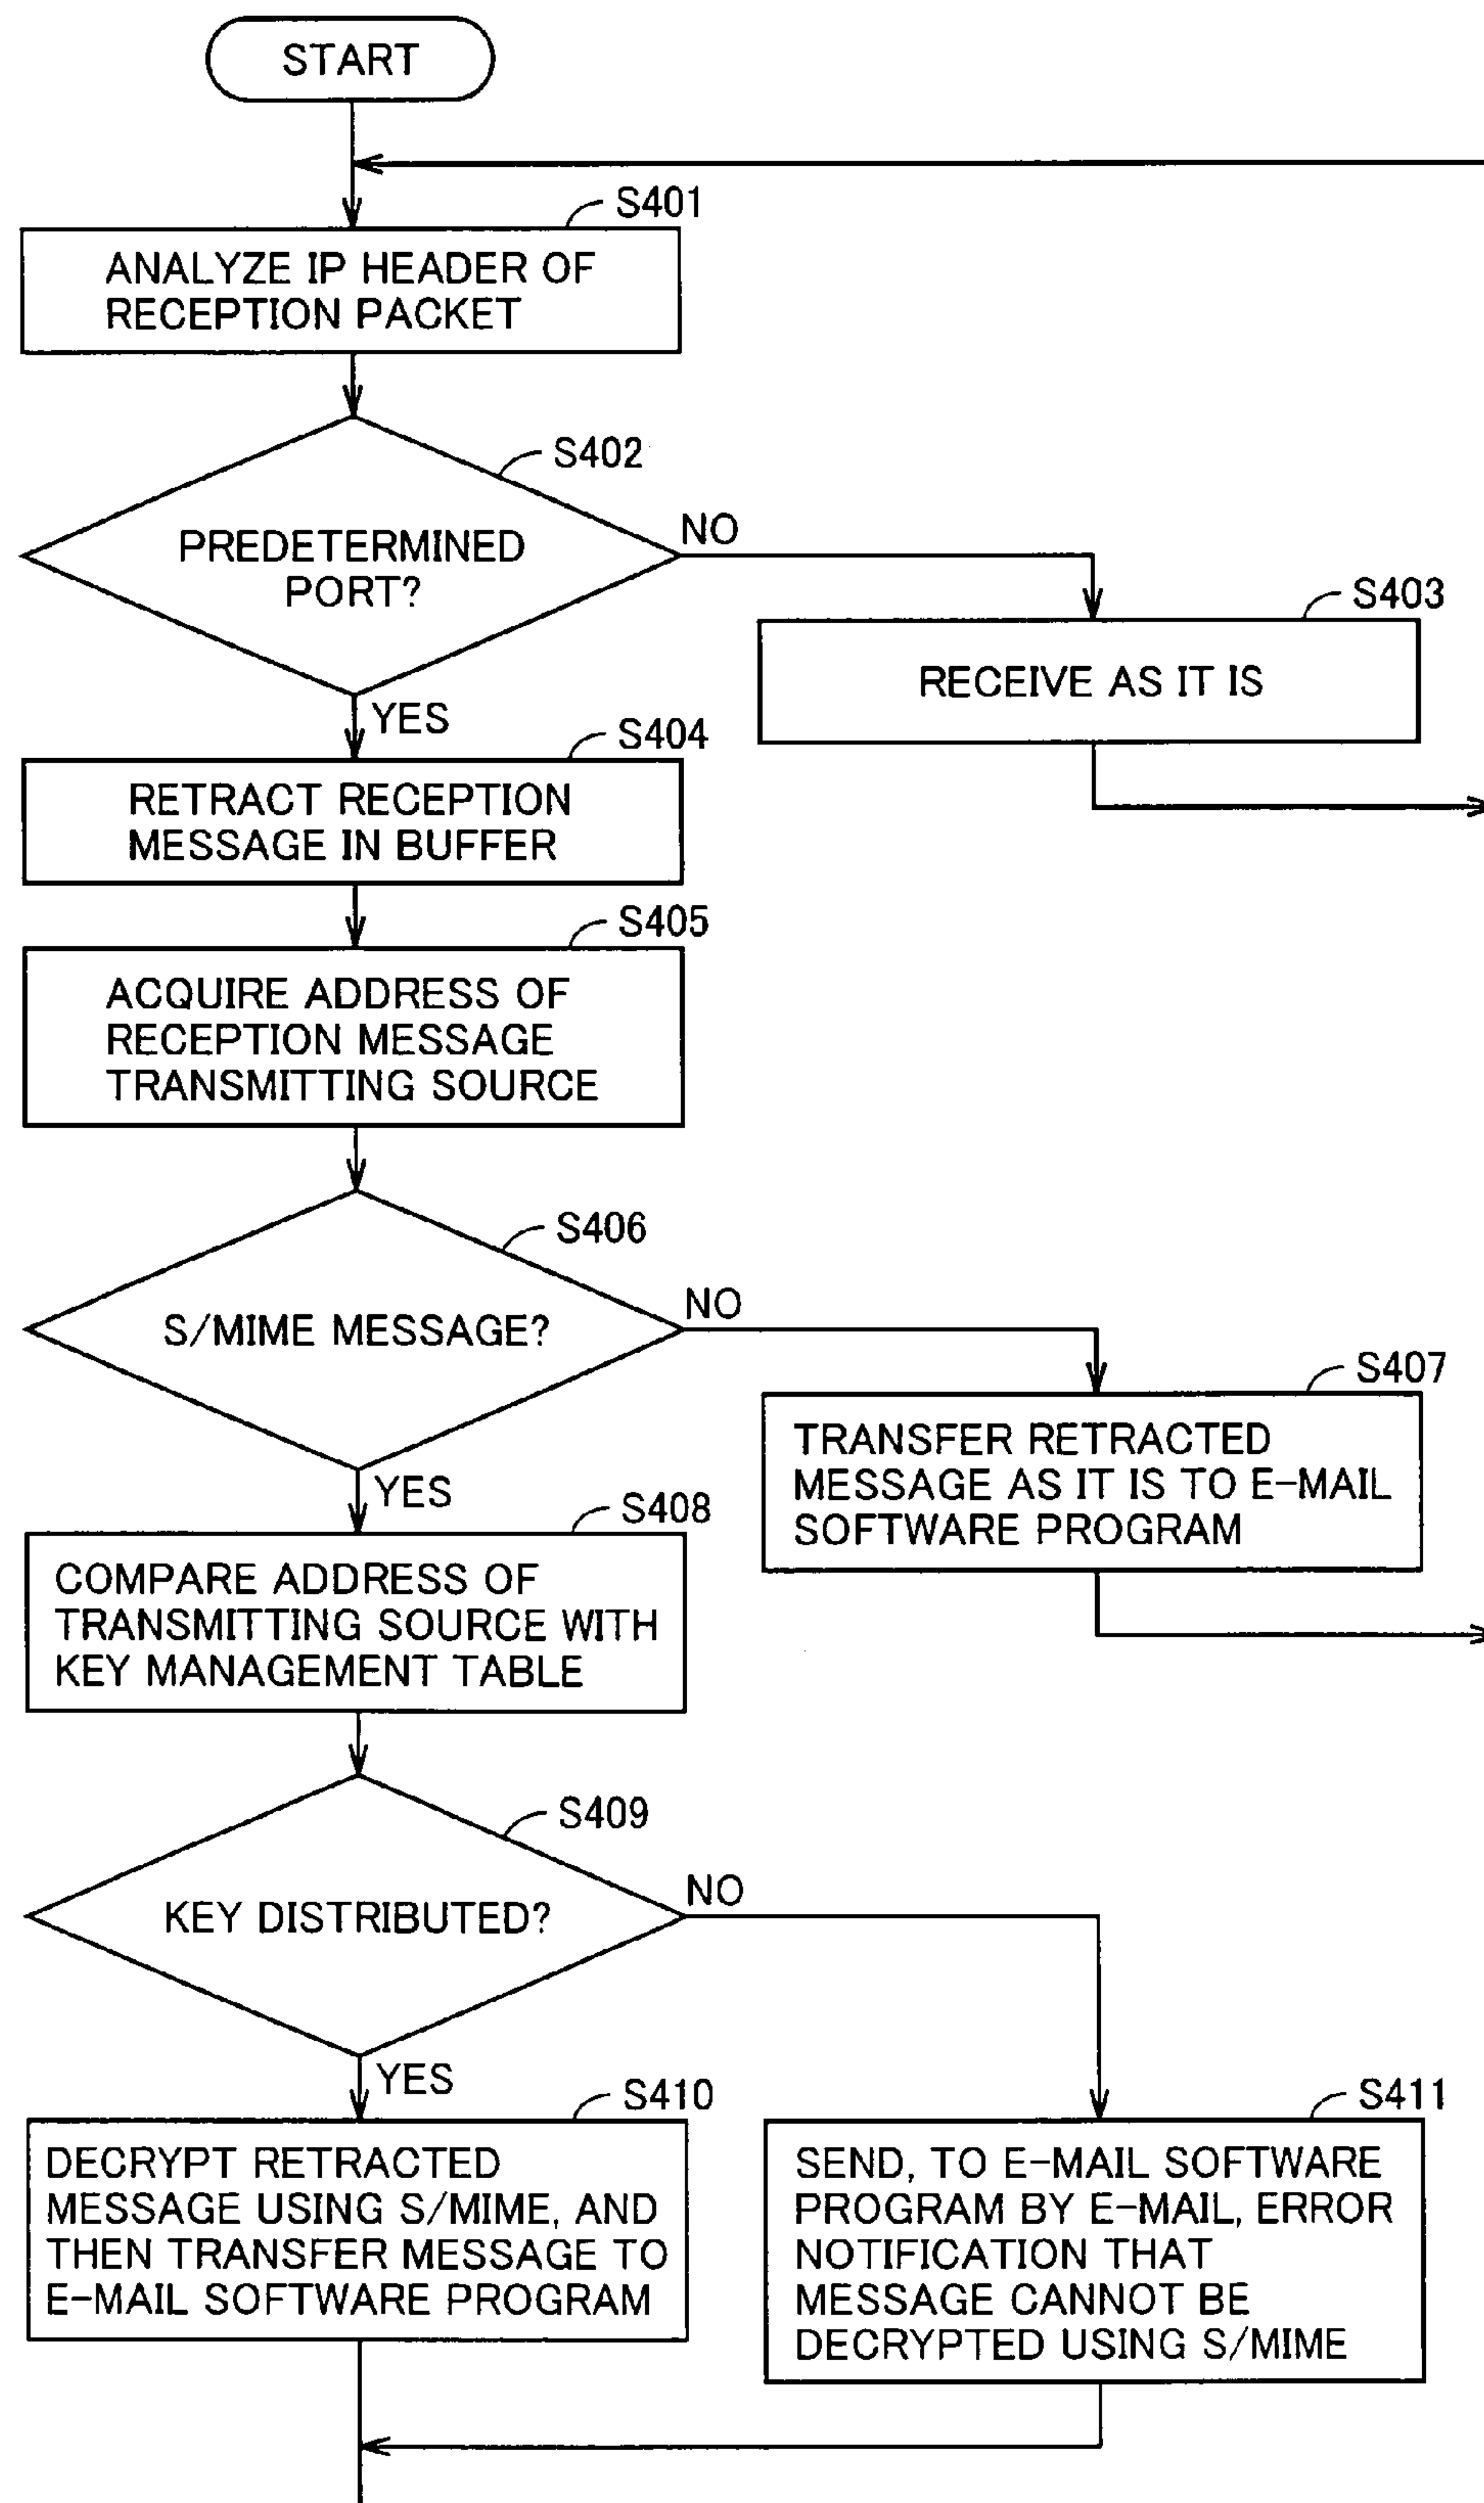 START
S401
ANALYZE IP HEADER OF
RECEPTION PACKET
S402
PREDETERMINED
PORT?
NO
YES
S403
RECEIVE AS IT IS
S404
RETRACT RECEPTION
MESSAGE IN BUFFER
S405
ACQUIRE ADDRESS OF
RECEPTION MESSAGE
TRANSMITTING SOURCE
S406
S/MIME MESSAGE?
NO
YES
S407
TRANSFER RETRACTED
MESSAGE AS IT IS TO E-MAIL
SOFTWARE PROGRAM
S408
COMPARE ADDRESS OF
TRANSMITTING SOURCE WITH
KEY MANAGEMENT TABLE
S409
KEY DISTRIBUTED?
NO
YES
S410
DECRYPT RETRACTED
MESSAGE USING S/MIME, AND
THEN TRANSFER MESSAGE TO
E-MAIL SOFTWARE PROGRAM
S411
SEND, TO E-MAIL SOFTWARE
PROGRAM BY E-MAIL, ERROR
NOTIFICATION THAT
MESSAGE CANNOT BE
DECRYPTED USING S/MIME